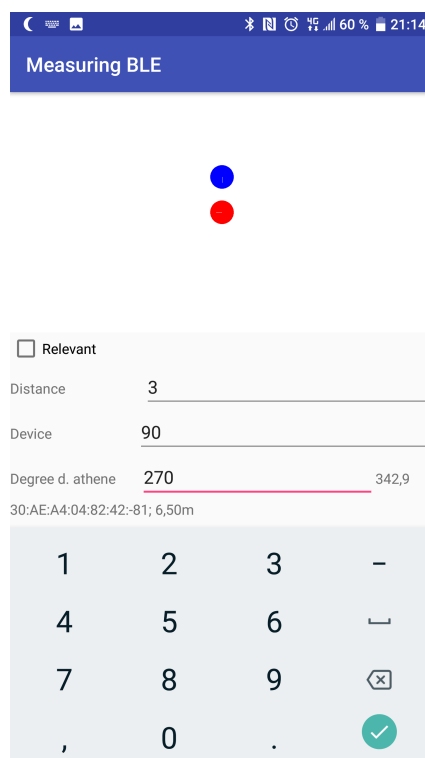 4G 60 % 21:14
Measuring BLE
Relevant
Distance 3
Device 90
Degree d. athene 270 342,9
30:AE:A4:04:82:42:-81; 6,50m
1 2 3 -
4 5 6
7 8 9
, 0 .